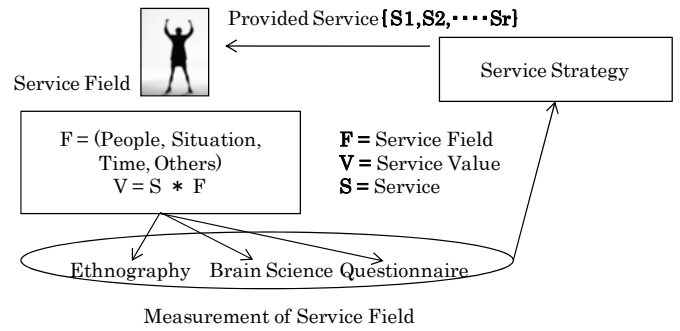 Provided Service {S1,S2,‥‥Sr}
Service Strategy
Service Field
F = (People, Situation,
Time, Others)
V = S * F
F = Service Field
V = Service Value
S = Service
Ethnography Brain Science Questionnaire
Measurement of Service Field